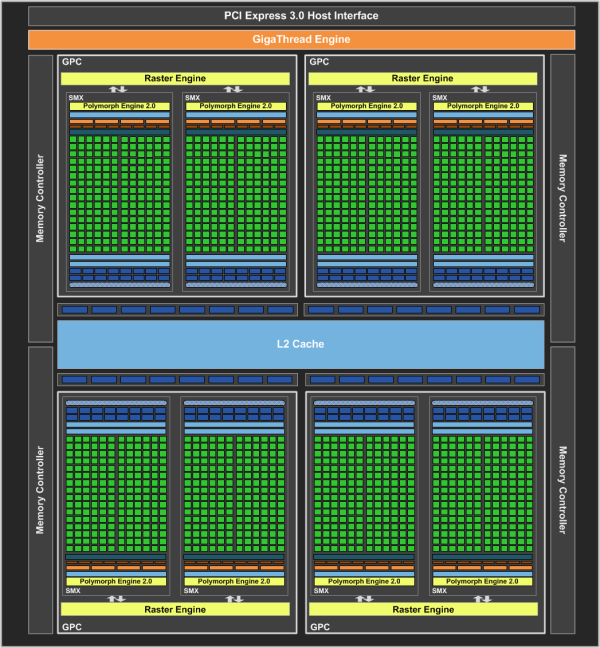 PCI Express 3.0 Host Interface
GigaThread Engine
GPC
GPC
Raster Engine
Raster Engine
SMX
SMX
SMX
SMX
Polymorph Engine 2.0
Polymorph Engine 2.0
Polymorph Engine 2.0
Polymorph Engine 2.0
Memory Controller
Memory Controller
L2 Cache
Memory Controller
Memory Controller
Polymorph Engine 2.0
Polymorph Engine 2.0
Polymorph Engine 2.0
Polymorph Engine 2.0
SMX
SMX
SMX
SMX
Raster Engine
Raster Engine
GPC
GPC